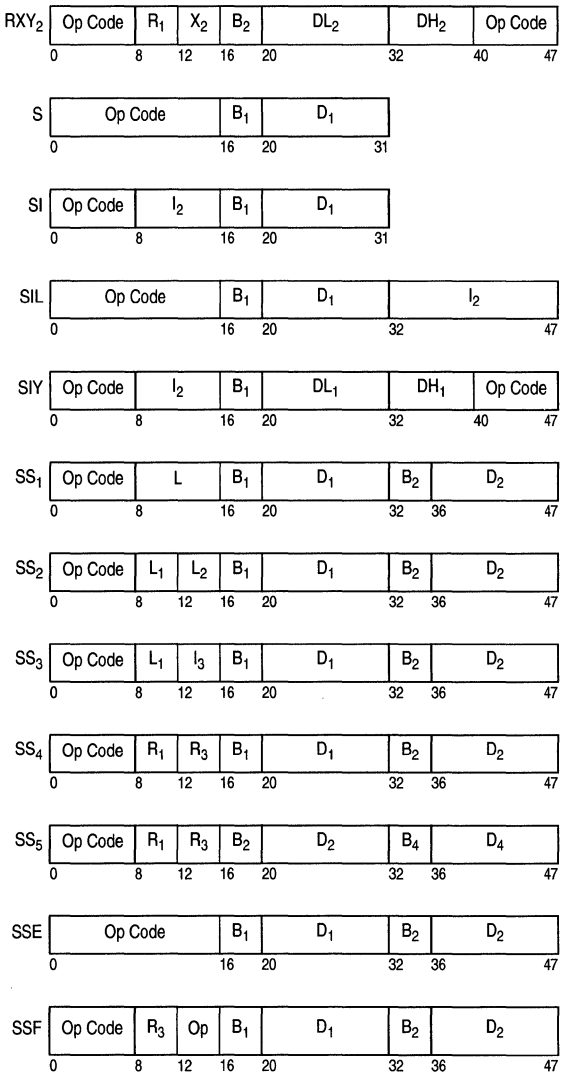 RXY₂ Op Code R₁ X₂ B₂ DL₂ DH₂ Op Code
0 8 12 16 20 32 40 47
S Op Code B₁ D₁
0 16 20 31
SI Op Code I₂ B₁ D₁
0 8 16 20 31
SIL Op Code B₁ D₁ I₂
0 16 20 32 47
SIY Op Code I₂ B₁ DL₁ DH₁ Op Code
0 8 16 20 32 40 47
SS₁ Op Code L B₁ D₁ B₂ D₂
0 8 16 20 32 36 47
SS₂ Op Code L₁ L₂ B₁ D₁ B₂ D₂
0 8 12 16 20 32 36 47
SS₃ Op Code L₁ I₃ B₁ D₁ B₂ D₂
0 8 12 16 20 32 36 47
SS₄ Op Code R₁ R₃ B₁ D₁ B₂ D₂
0 8 12 16 20 32 36 47
SS₅ Op Code R₁ R₃ B₂ D₂ B₄ D₄
0 8 12 16 20 32 36 47
SSE Op Code B₁ D₁ B₂ D₂
0 16 20 32 36 47
SSF Op Code R₃ Op B₁ D₁ B₂ D₂
0 8 12 16 20 32 36 47